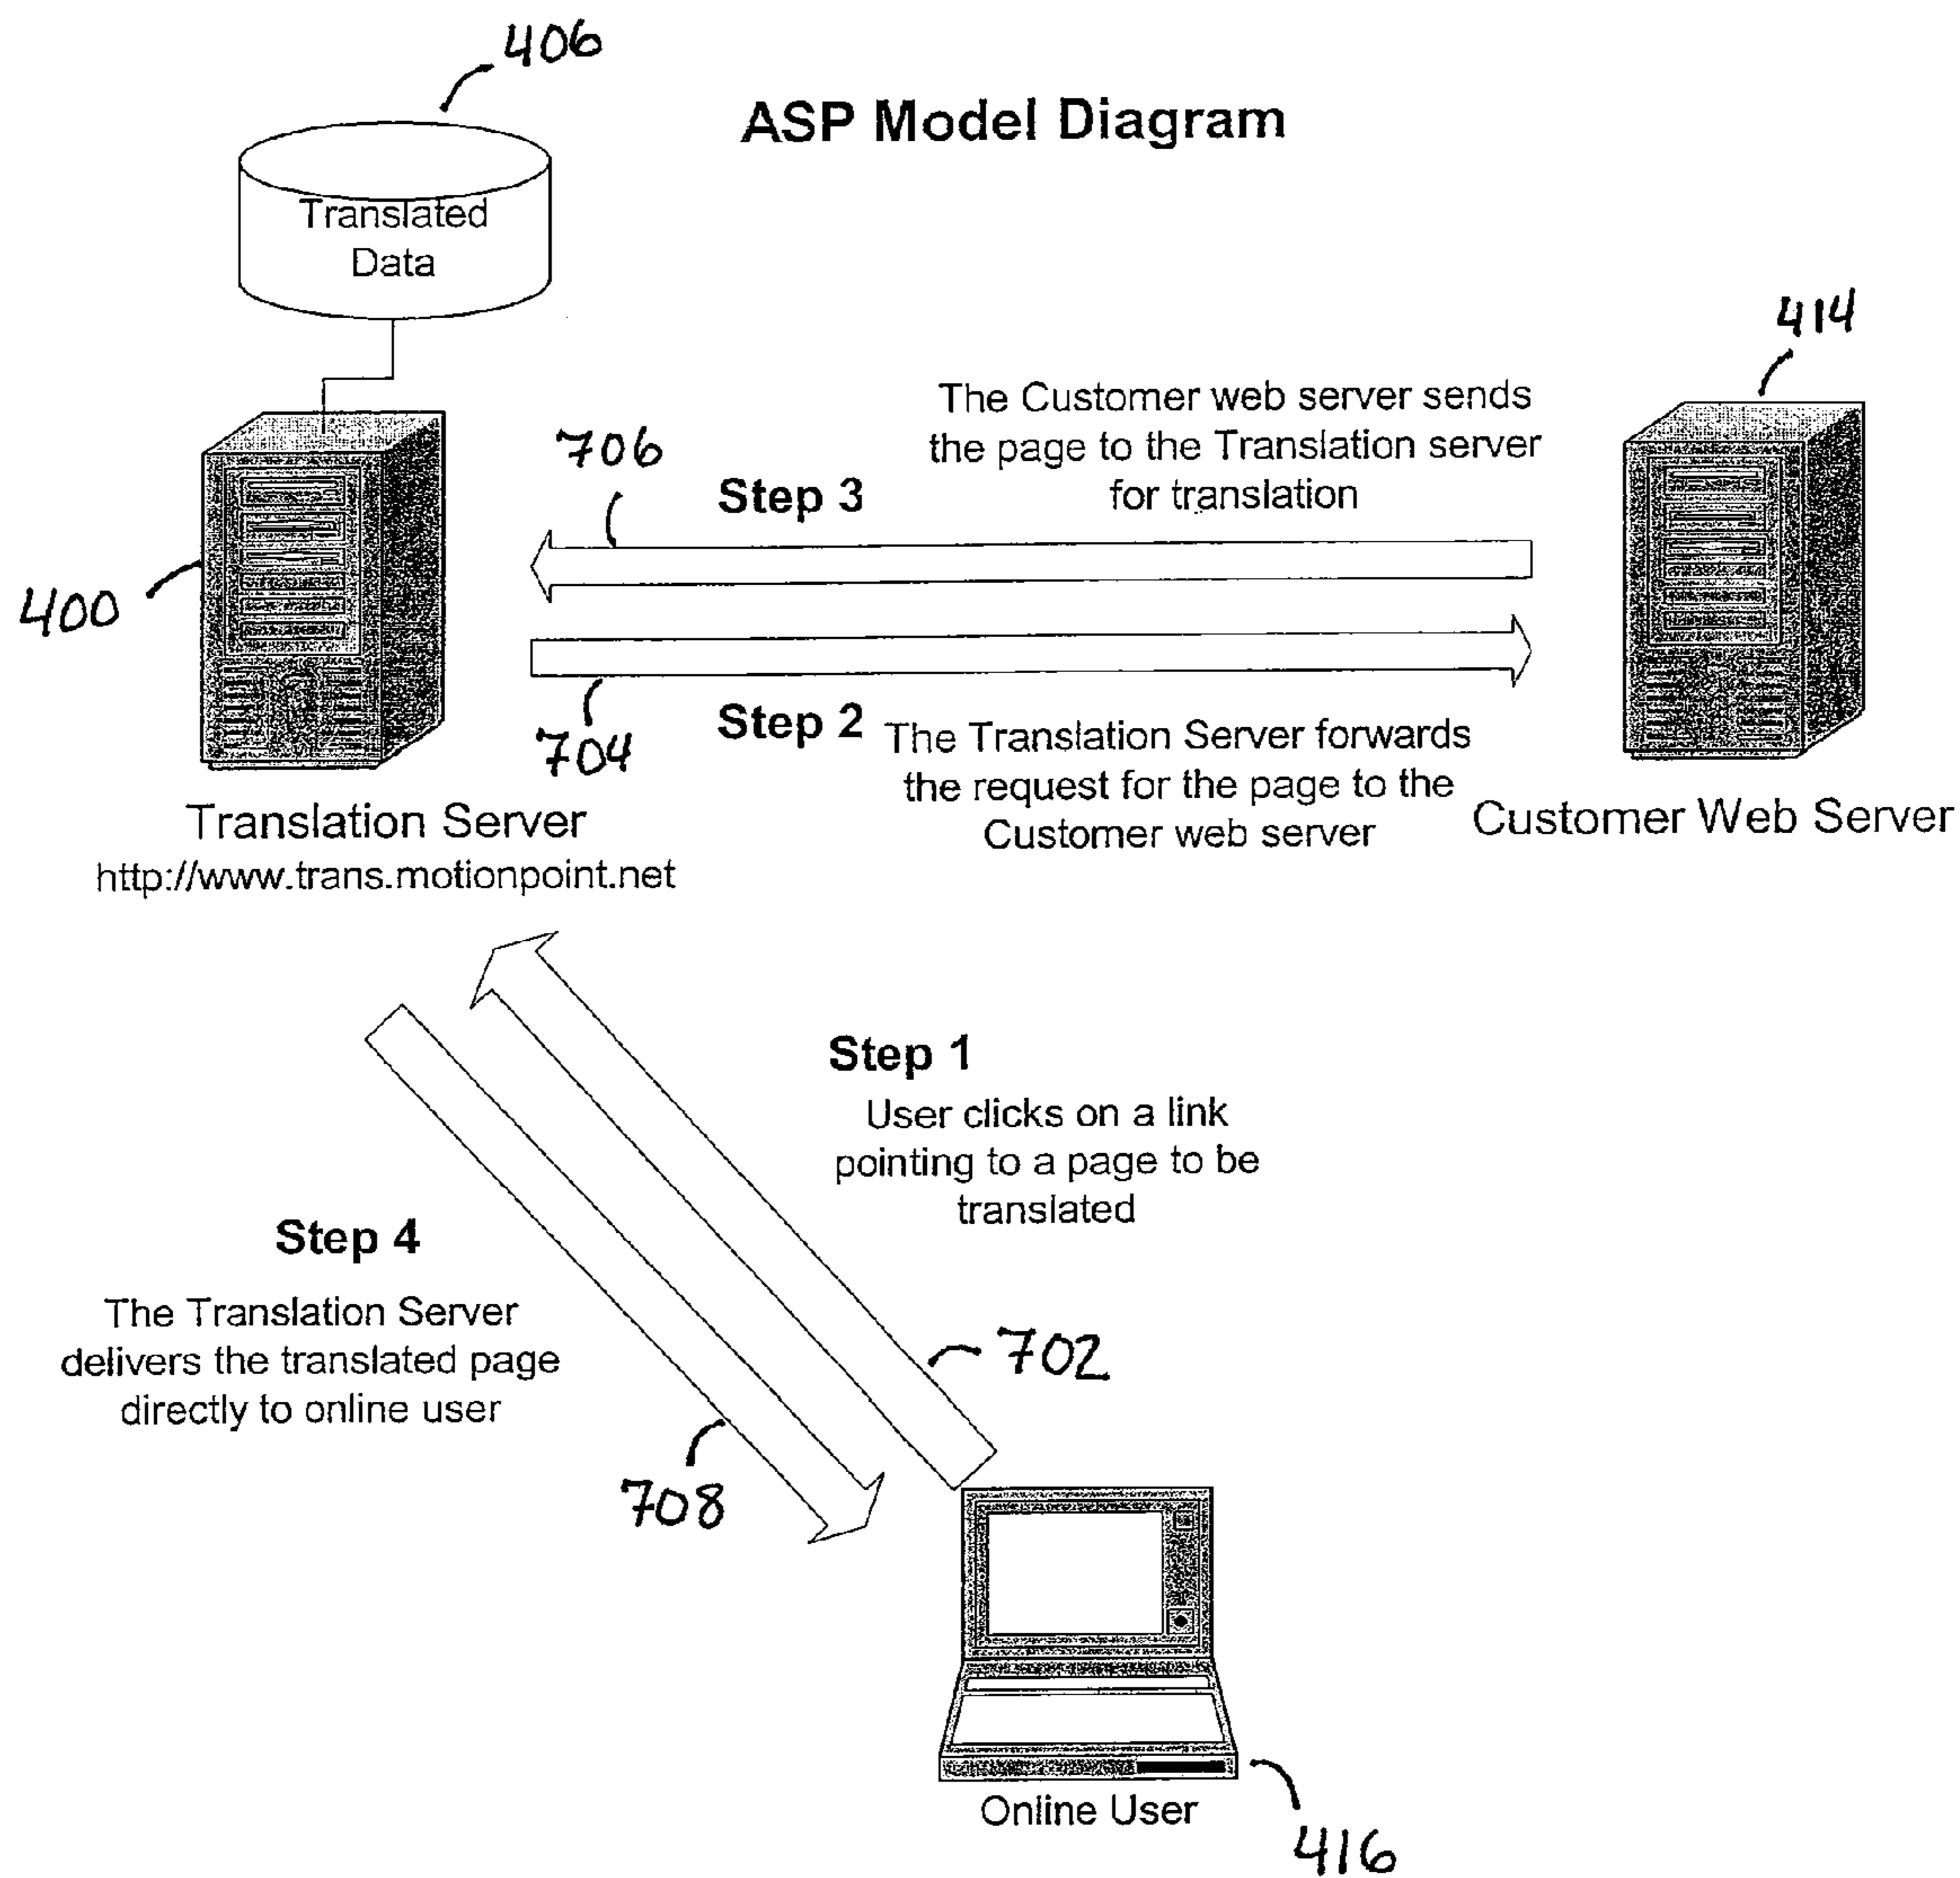 406
ASP Model Diagram
Translated
Data
414
The Customer web server sends
the page to the Translation server
for translation
706
Step 3
400
704
Step 2
The Translation Server forwards
the request for the page to the
Customer web server
Translation Server
http://www.trans.motionpoint.net
Customer Web Server
Step 1
User clicks on a link
pointing to a page to be
translated
Step 4
The Translation Server
delivers the translated page
directly to online user
702
708
Online User
416